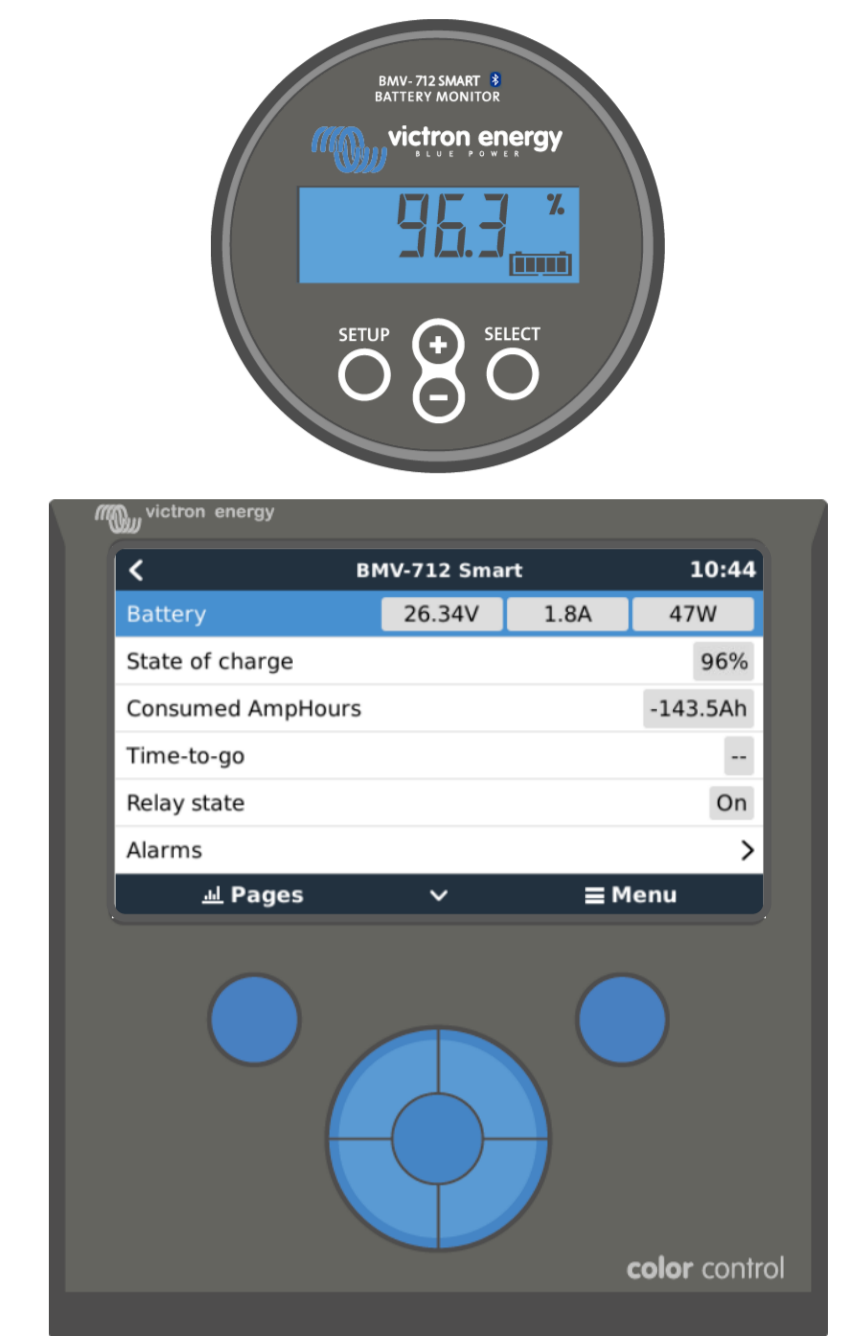 BMV-712 SMART
BATTERY MONITOR
victron energy
BLUE POWER
96.3 %
SETUP + SELECT
−
victron energy
BMV-712 Smart 10:44
Battery 26.34V 1.8A 47W
State of charge 96%
Consumed AmpHours -143.5Ah
Time-to-go --
Relay state On
Alarms
Pages Menu
color control